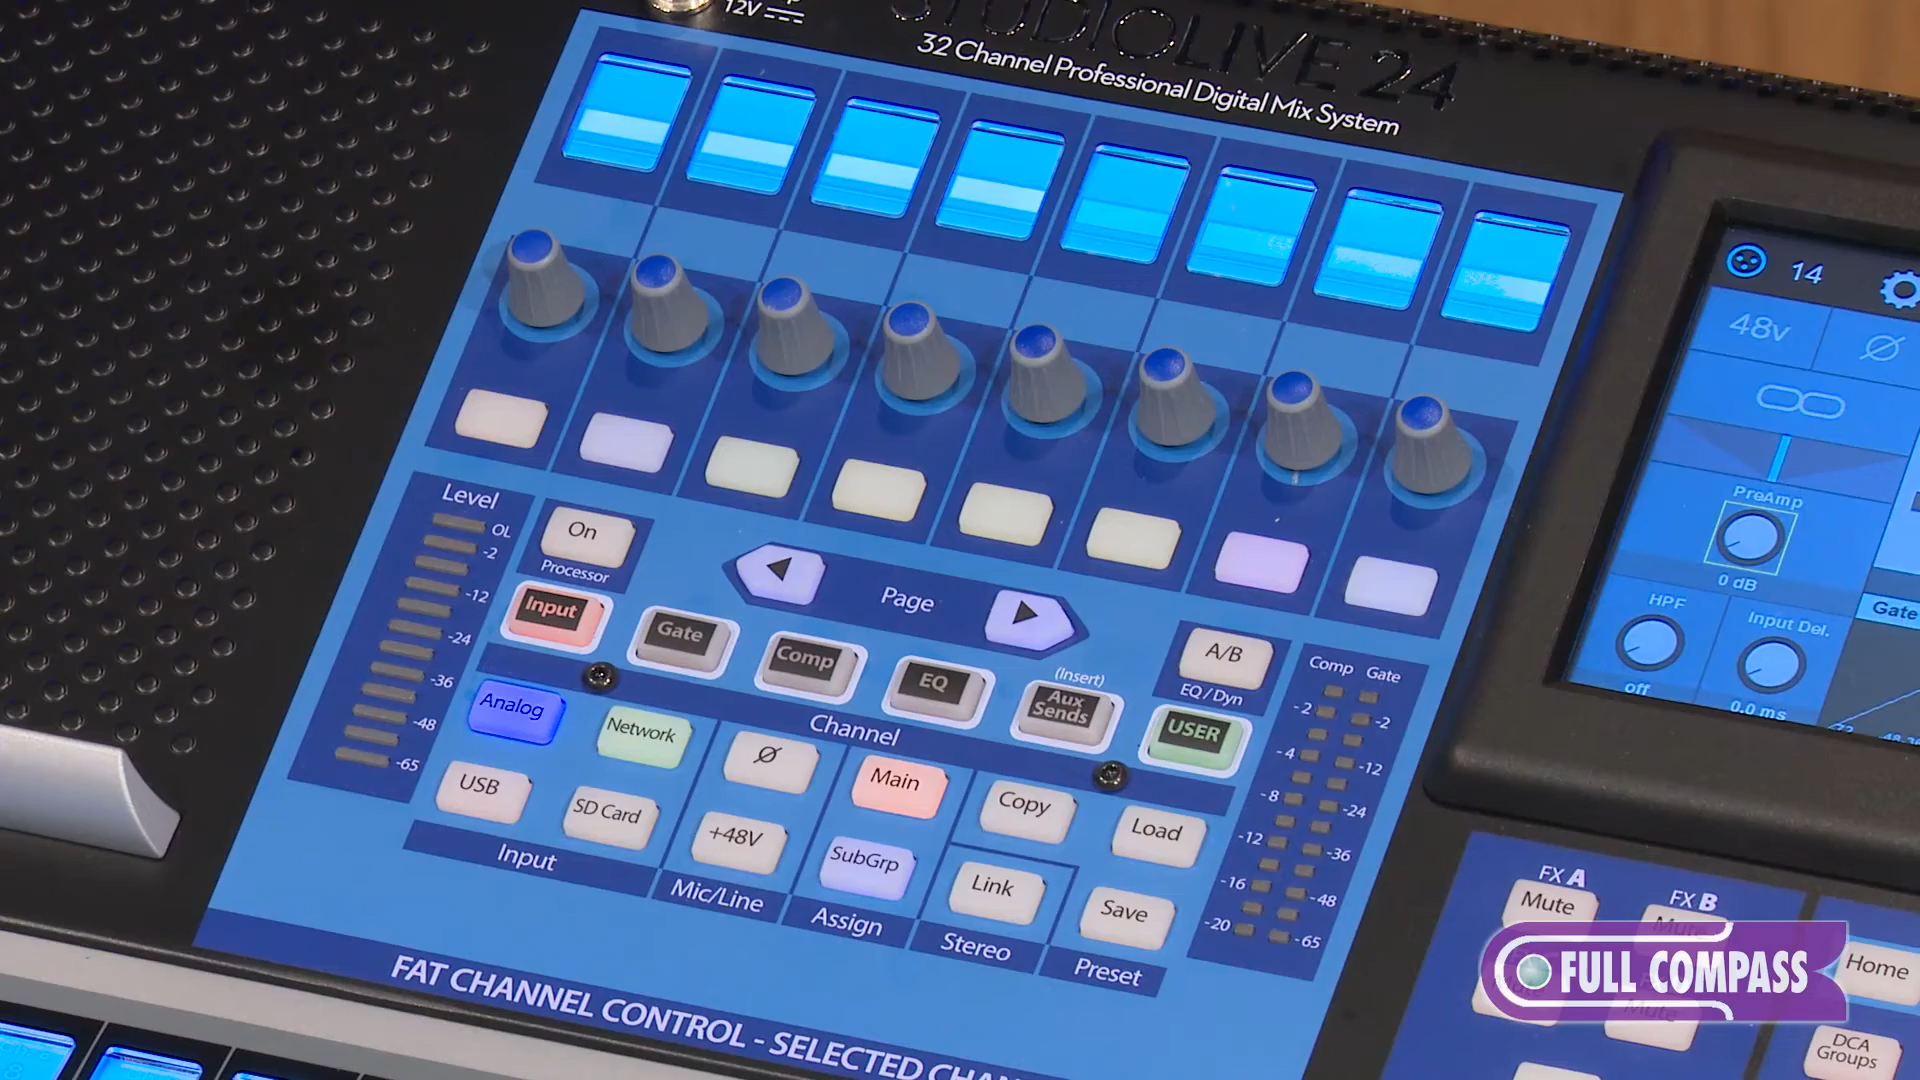 12V
STUDIOLIVE 24
32 Channel Professional Digital Mix System
14
48v
Ø
PreAmp
0 dB
HPF
Input Del.
off
0.0 ms
Gate
Level
OL
-2
-12
-24
-36
-48
-65
On
Processor
Page
Input
Gate
Comp
EQ
(Insert)
Aux
Sends
A/B
EQ/Dyn
USER
Channel
Analog
Network
USB
SD Card
Input
Ø
+48V
Mic/Line
Main
SubGrp
Assign
Copy
Link
Stereo
Load
Save
Preset
Comp Gate
-2
-4
-8
-12
-16
-20
-2
-12
-24
-36
-48
-65
FAT CHANNEL CONTROL - SELECTED
FX A
Mute
FX B
Mute
Mute
Home
DCA
Groups
FULL COMPASS